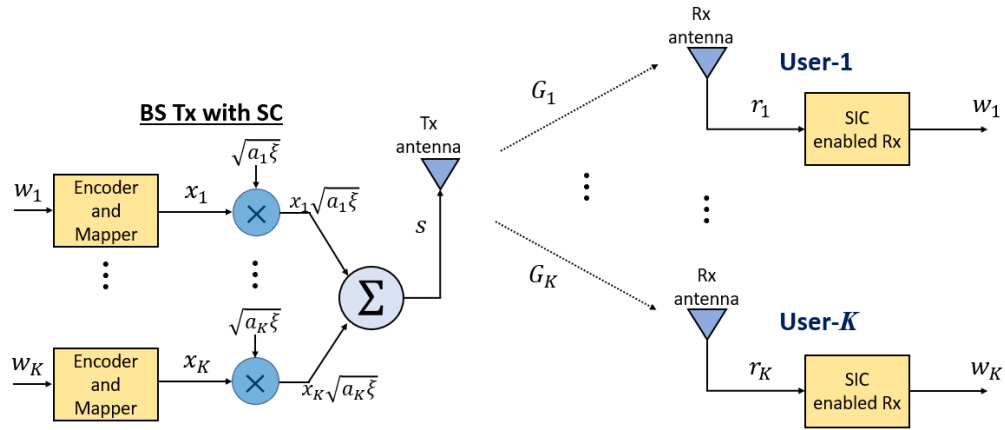 BS Tx with SC
w₁
Encoder
and
Mapper
x₁
√a₁ξ
×
x₁√a₁ξ
w_K
Encoder
and
Mapper
x_K
√a_Kξ
×
x_K√a_Kξ
Σ
s
Tx
antenna
G₁
G_K
Rx
antenna
User-1
r₁
SIC
enabled Rx
w₁
Rx
antenna
User-K
r_K
SIC
enabled Rx
w_K